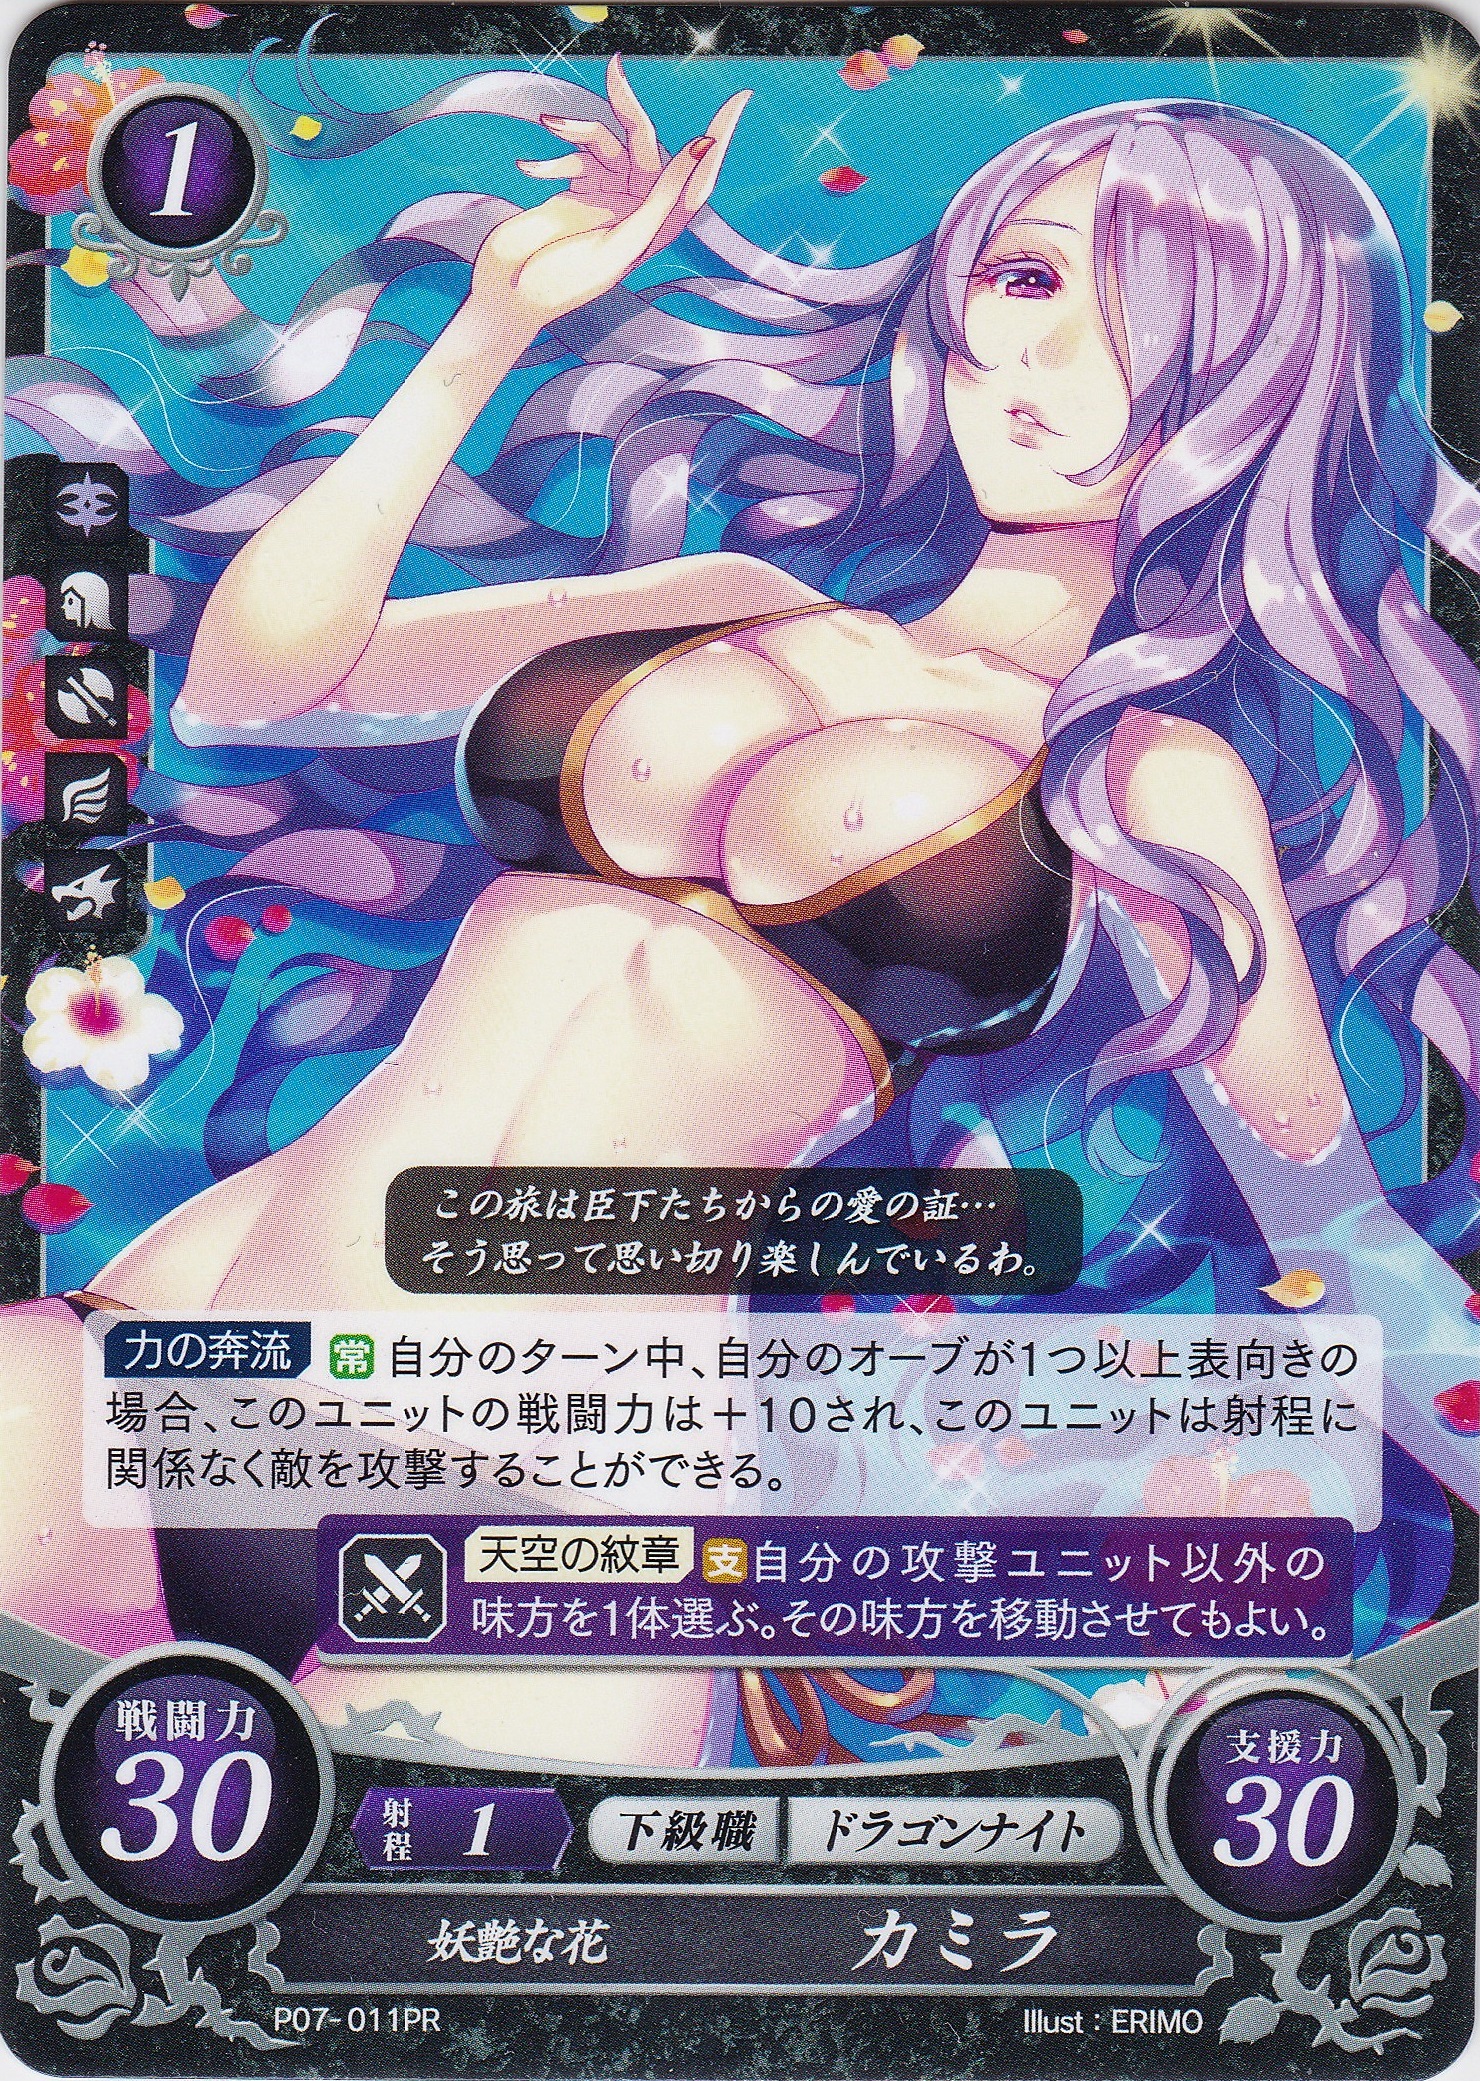 1
この旅は臣下たちからの愛の証…
そう思って思い切り楽しんでいるわ。
力の奔流 常 自分のターン中、自分のオーブが1つ以上表向きの
場合、このユニットの戦闘力は＋10され、このユニットは射程に
関係なく敵を攻撃することができる。
天空の紋章 支 自分の攻撃ユニット以外の
味方を1体選ぶ。その味方を移動させてもよい。
戦闘力
30
射程 1
下級職 ドラゴンナイト
支援力
30
妖艶な花 カミラ
P07-011PR
Illust：ERIMO